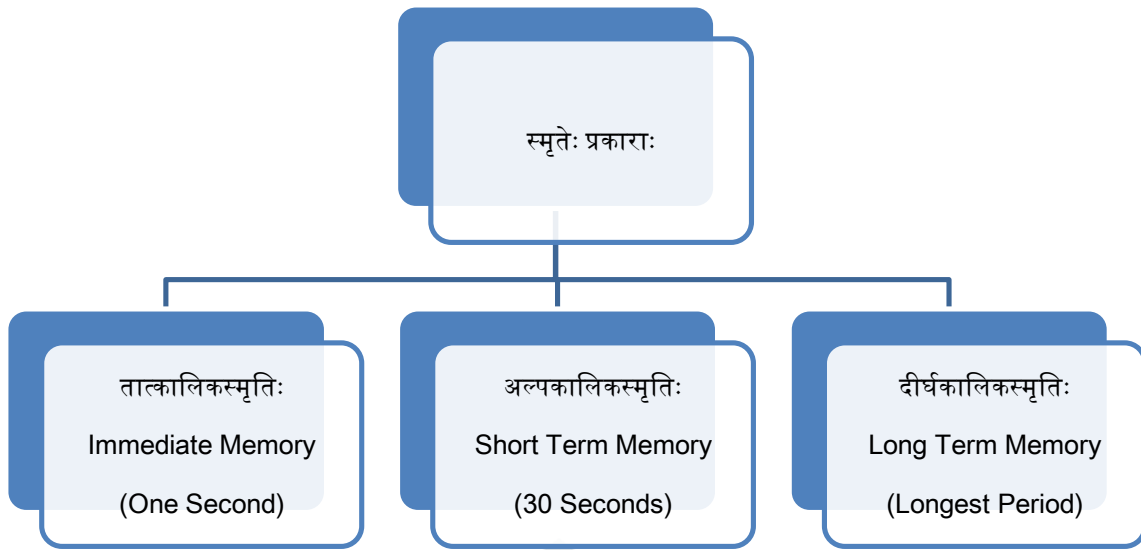 स्मृतेः प्रकाराः
तात्कालिकस्मृतिः
Immediate Memory
(One Second)
अल्पकालिकस्मृतिः
Short Term Memory
(30 Seconds)
दीर्घकालिकस्मृतिः
Long Term Memory
(Longest Period)